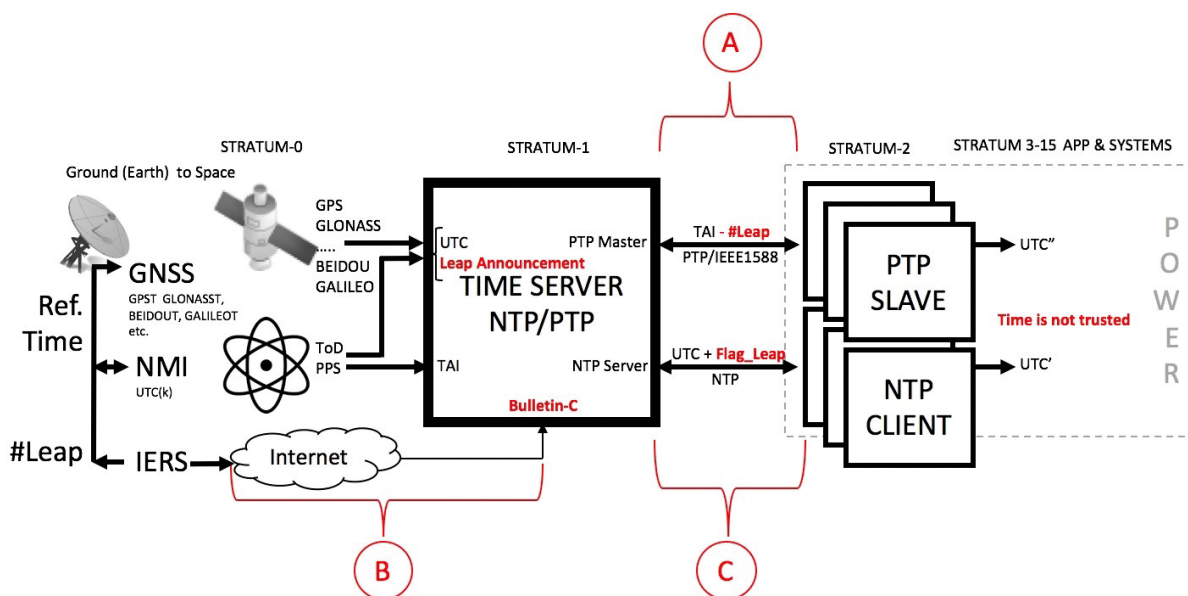 A
STRATUM-0
STRATUM-1
STRATUM-2
STRATUM 3-15 APP & SYSTEMS
Ground (Earth) to Space
GPS
GLONASS
.....
BEIDOU
GALILEO
GNSS
GPST GLONASST,
BEIDOUT, GALILEOT
etc.
Ref.
Time
NMI
UTC(k)
#Leap
IERS
Internet
ToD
PPS
UTC
Leap Announcement
PTP Master
TIME SERVER
NTP/PTP
TAI
NTP Server
Bulletin-C
TAI - #Leap
PTP/IEEE1588
UTC + Flag_Leap
NTP
PTP
SLAVE
NTP
CLIENT
UTC”
Time is not trusted
UTC’
P
O
W
E
R
B
C